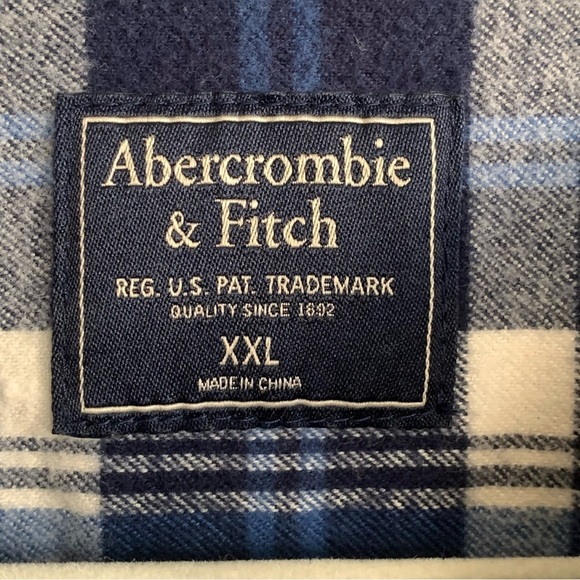 Abercrombie
& Fitch
REG. U.S. PAT. TRADEMARK
QUALITY SINCE 1892
XXL
MADE IN CHINA